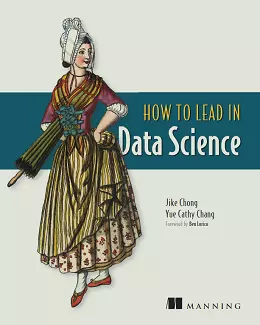 HOW TO LEAD IN
Data Science
Jike Chong
Yue Cathy Chang
Foreword by Ben Lorica
MANNING